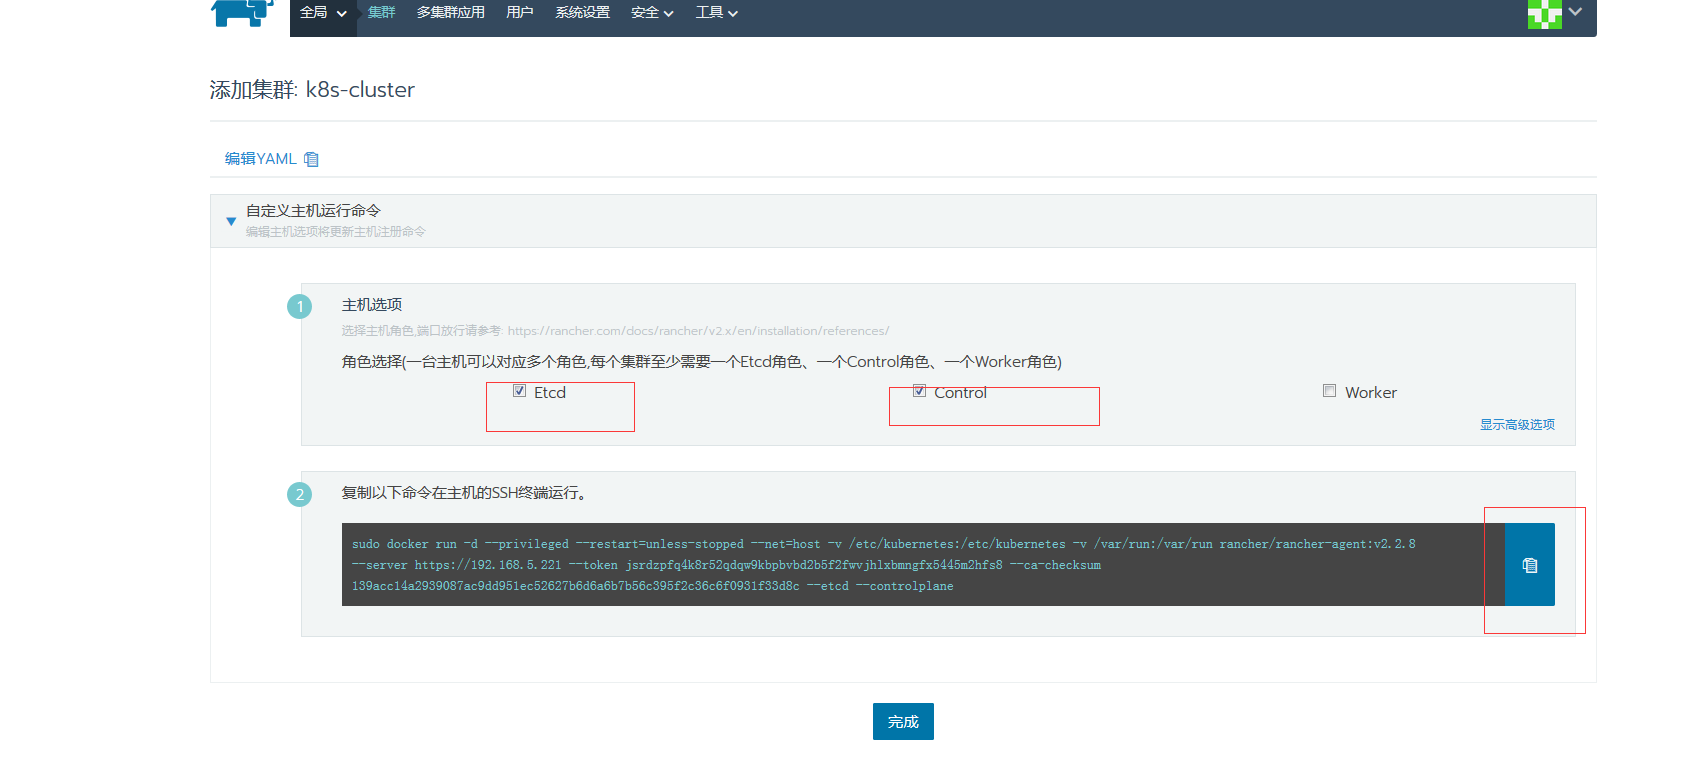 全局 集群 多集群应用 用户 系统设置 安全 工具
添加集群: k8s-cluster
编辑YAML
自定义主机运行命令
编辑主机选项将更新主机注册命令
1 主机选项
选择主机角色,端口放行请参考: https://rancher.com/docs/rancher/v2.x/en/installation/references/
角色选择(一台主机可以对应多个角色,每个集群至少需要一个Etcd角色、一个Control角色、一个Worker角色)
Etcd Control Worker
显示高级选项
2 复制以下命令在主机的SSH终端运行。
sudo docker run -d --privileged --restart=unless-stopped --net=host -v /etc/kubernetes:/etc/kubernetes -v /var/run:/var/run rancher/rancher-agent:v2.2.8
--server https://192.168.5.221 --token jsrdzpfq4k8r52qdqw9kbpbvbd2b5f2fwvjhlxbmngfx5445m2hfs8 --ca-checksum
139acc14a2939087ac9dd951ec52627b6d6a6b7b56c395f2c36c6f0931f33d8c --etcd --controlplane
完成